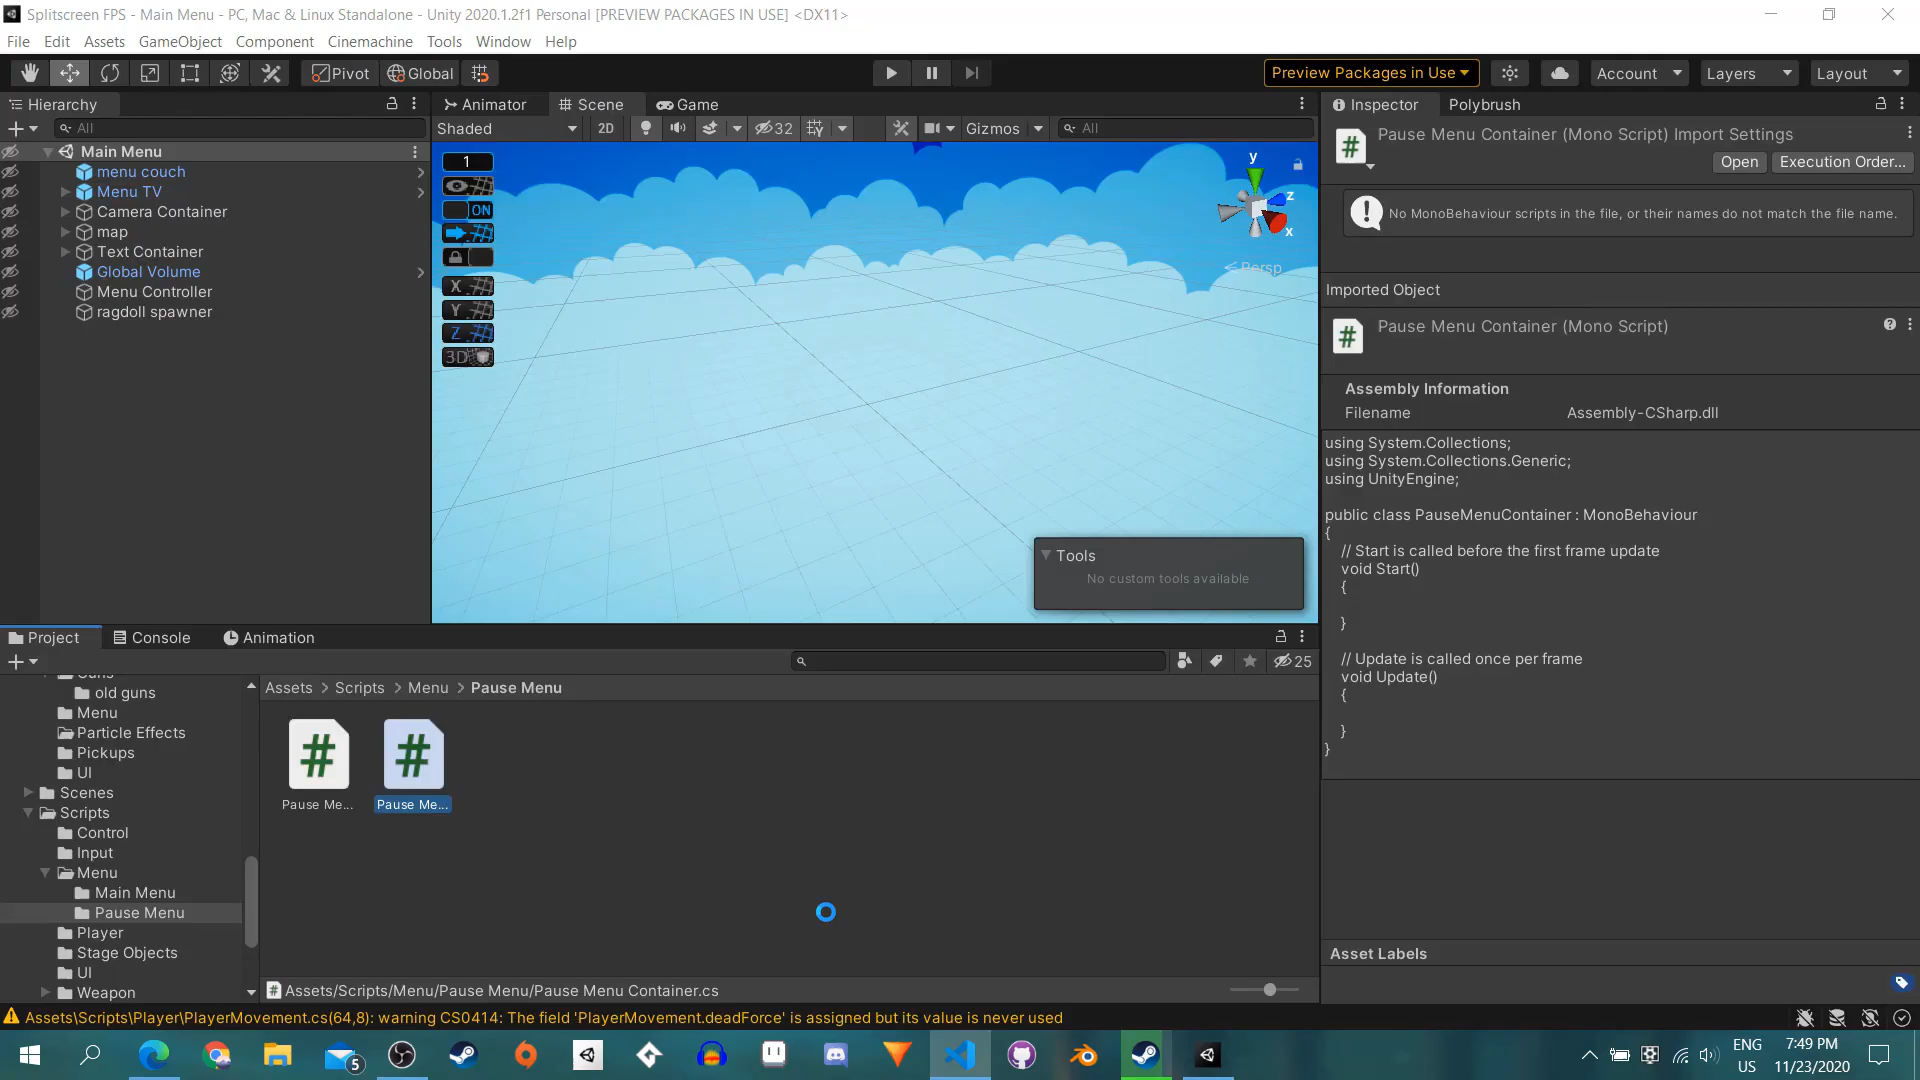 Splitscreen FPS - Main Menu - PC, Mac & Linux Standalone - Unity 2020.1.2f1 Personal [PREVIEW PACKAGES IN USE] <DX11>
File Edit Assets GameObject Component Cinemachine Tools Window Help
Pivot Global Preview Packages in Use Account Layers Layout
Hierarchy
All
Main Menu
menu couch
Menu TV
Camera Container
map
Text Container
Global Volume
Menu Controller
ragdoll spawner
Animator Scene Game
Shaded 2D 32 Gizmos All
1
ON
X
Y
Z
3D
y
z
x
Persp
Tools
No custom tools available
Inspector Polybrush
Pause Menu Container (Mono Script) Import Settings
Open Execution Order...
No MonoBehaviour scripts in the file, or their names do not match the file name.
Imported Object
Pause Menu Container (Mono Script)
Assembly Information
Filename Assembly-CSharp.dll
using System.Collections;
using System.Collections.Generic;
using UnityEngine;
public class PauseMenuContainer : MonoBehaviour
{
// Start is called before the first frame update
void Start()
{
}
// Update is called once per frame
void Update()
{
}
}
Asset Labels
Project Console Animation
25
Guns
old guns
Menu
Particle Effects
Pickups
UI
Scenes
Scripts
Control
Input
Menu
Main Menu
Pause Menu
Player
Stage Objects
UI
Weapon
Assets > Scripts > Menu > Pause Menu
Pause Me... Pause Me...
Assets/Scripts/Menu/Pause Menu/Pause Menu Container.cs
Assets\Scripts\Player\PlayerMovement.cs(64,8): warning CS0414: The field 'PlayerMovement.deadForce' is assigned but its value is never used
5
ENG
US
7:49 PM
11/23/2020